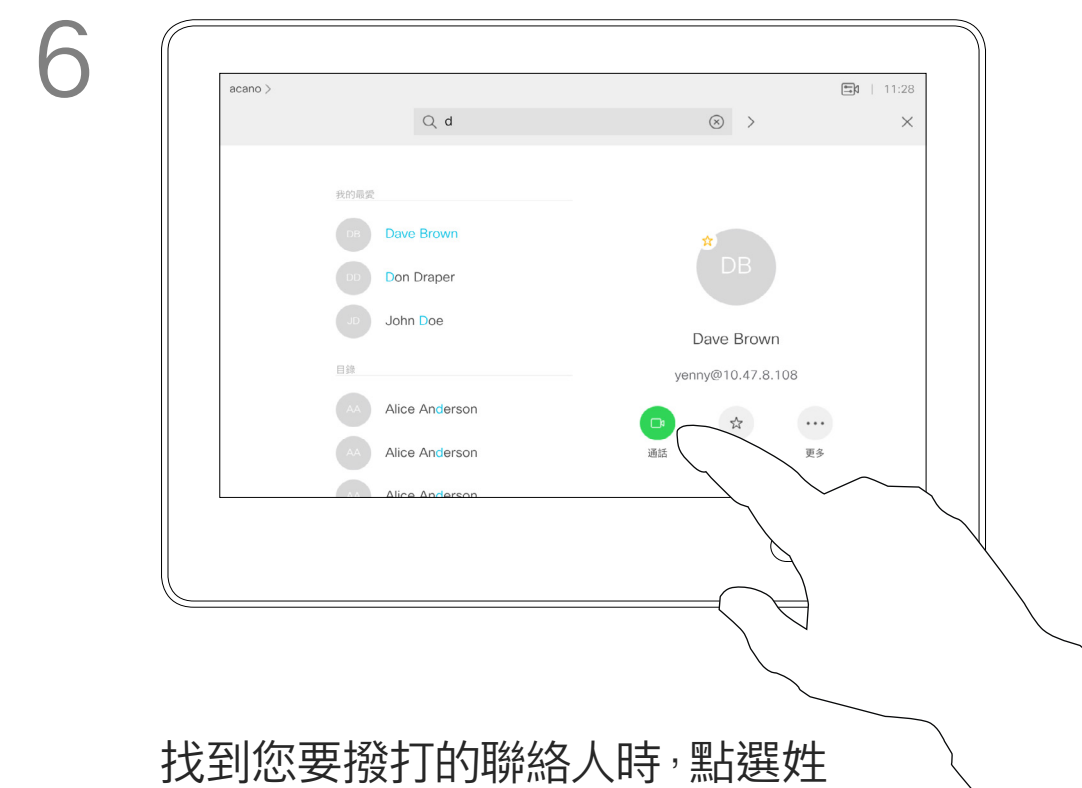 6
acano >
11:28
d
我的最愛
DB Dave Brown
DD Don Draper
JD John Doe
目錄
AA Alice Anderson
AA Alice Anderson
AA Alice Anderson
DB
Dave Brown
yenny@10.47.8.108
通話
更多
找到您要撥打的聯絡人時，點選姓